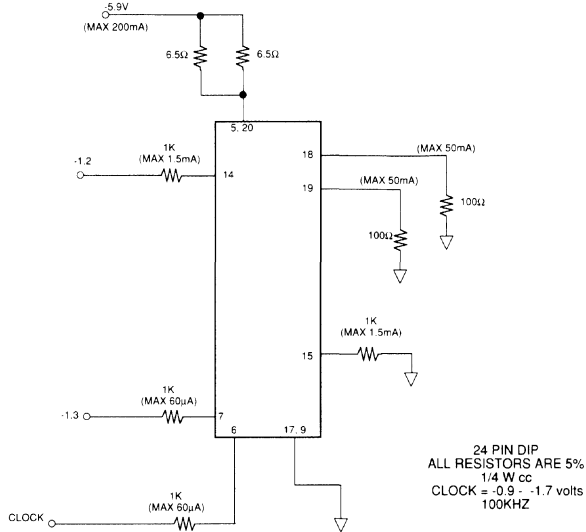 -5.9V
(MAX 200mA)
6.5Ω
6.5Ω
5, 20
1K
(MAX 1.5mA)
-1.2
14
18
(MAX 50mA)
19
(MAX 50mA)
100Ω
100Ω
1K
(MAX 1.5mA)
15
1K
(MAX 60µA)
-1.3
7
6
17, 9
1K
(MAX 60µA)
CLOCK
24 PIN DIP
ALL RESISTORS ARE 5%
1/4 W cc
CLOCK = -0.9 - -1.7 volts
100KHZ